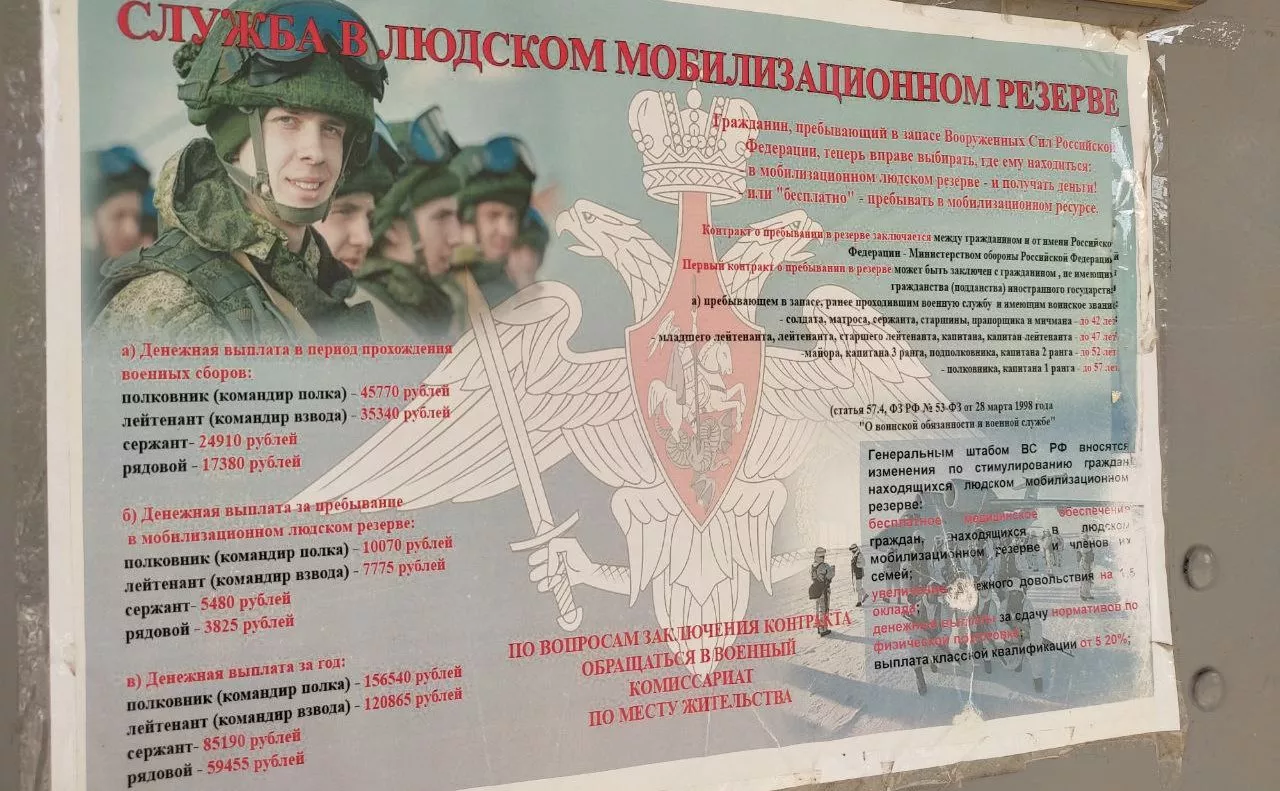 СЛУЖБА В ЛЮДСКОМ МОБИЛИЗАЦИОННОМ РЕЗЕРВЕ
Гражданин, пребывающий в запасе Вооруженных Сил Российской
Федерации, теперь вправе выбирать, где ему находиться:
в мобилизационном людском резерве - и получать деньги!
или "бесплатно" - пребывать в мобилизационном ресурсе.
Контракт о пребывании в резерве заключается между гражданином и от имени Российско
Федерации - Министерством обороны Российской Федерации
Первый контракт о пребывании в резерве может быть заключен с гражданином , не имеющих
гражданства (подданства) иностранного государства
а) пребывающем в запасе, ранее проходившим военную службу и имеющим воинское звание
- солдата, матроса, сержанта, старшины, прапорщика и мичмана - до 42 лет
- младшего лейтенанта, лейтенанта, старшего лейтенанта, капитана, капитан-лейтенанта - до 47 лет
-майора, капитана 3 ранга, подполковника, капитана 2 ранга - до 52 лет
- полковника, капитана 1 ранга - до 57 лет
(статья 57.4, ФЗ РФ № 53-ФЗ от 28 марта 1998 года
"О воинской обязанности и военной службе"
а) Денежная выплата в период прохождения
военных сборов:
полковник (командир полка) - 45770 рублей
лейтенант (командир взвода) - 35340 рублей
сержант- 24910 рублей
рядовой - 17380 рублей
б) Денежная выплата за пребывание
в мобилизационном людском резерве:
полковник (командир полка) - 10070 рублей
лейтенант (командир взвода) - 7775 рублей
сержант- 5480 рублей
рядовой - 3825 рублей
в) Денежная выплата за год:
полковник (командир полка) - 156540 рублей
лейтенант (командир взвода) - 120865 рублей
сержант- 85190 рублей
рядовой - 59455 рублей
Генеральным штабом ВС РФ вносятся
изменения по стимулированию граждан
находящихся людском мобилизационном
резерве:
бесплатное медицинское обеспечение
граждан, находящихся в людском
мобилизационном резерве и членов их
семей;
довольствия на 1,5
оклада;
денежные выплаты за сдачу нормативов по
физической подготовке
выплата классной квалификации от 5 20%;
ПО ВОПРОСАМ ЗАКЛЮЧЕНИЯ КОНТРАКТА
ОБРАЩАТЬСЯ В ВОЕННЫЙ
КОМИССАРИАТ
ПО МЕСТУ ЖИТЕЛЬСТВА